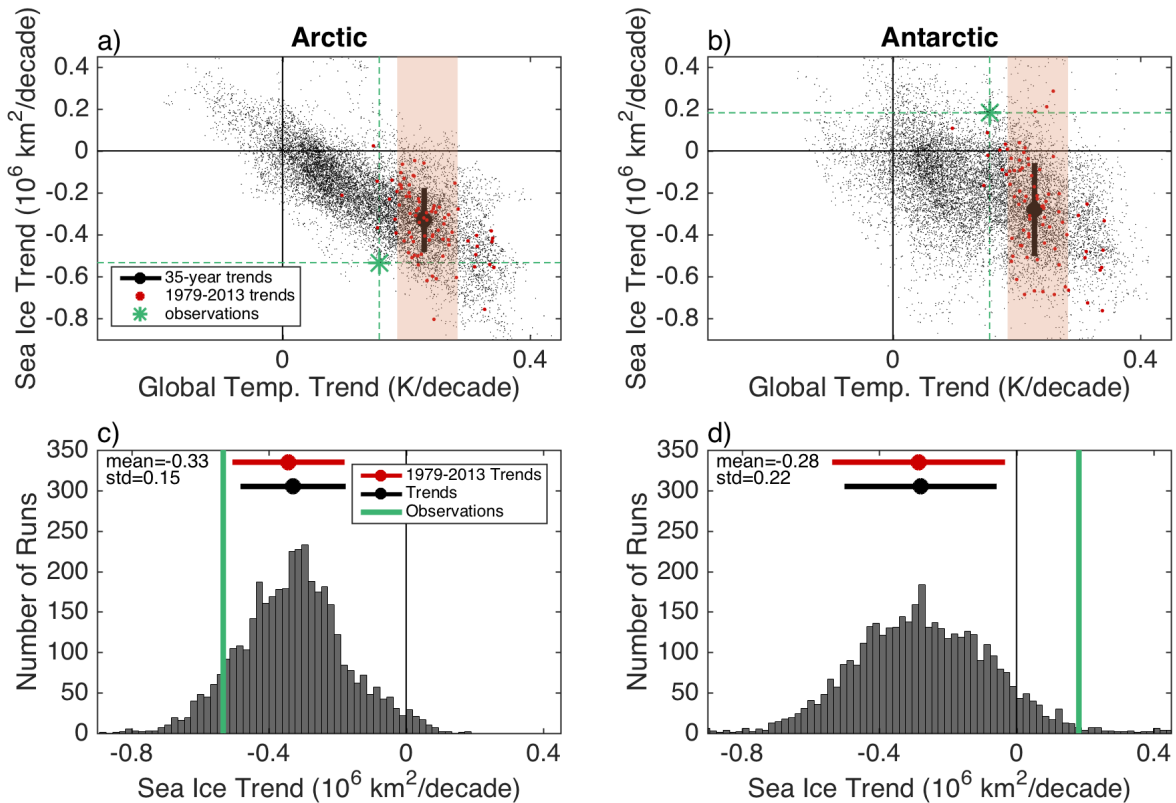 a)
Arctic
Sea Ice Trend (10⁶ km²/decade)
0.4
0.2
0
-0.2
-0.4
-0.6
-0.8
35-year trends
1979-2013 trends
observations
0
0.4
Global Temp. Trend (K/decade)
b)
Antarctic
Sea Ice Trend (10⁶ km²/decade)
0.4
0.2
0
-0.2
-0.4
-0.6
-0.8
0
0.4
Global Temp. Trend (K/decade)
c)
Number of Runs
350
300
250
200
150
100
50
0
mean=-0.33
std=0.15
1979-2013 Trends
Trends
Observations
-0.8
-0.4
0
0.4
Sea Ice Trend (10⁶ km²/decade)
d)
Number of Runs
350
300
250
200
150
100
50
0
mean=-0.28
std=0.22
-0.8
-0.4
0
0.4
Sea Ice Trend (10⁶ km²/decade)